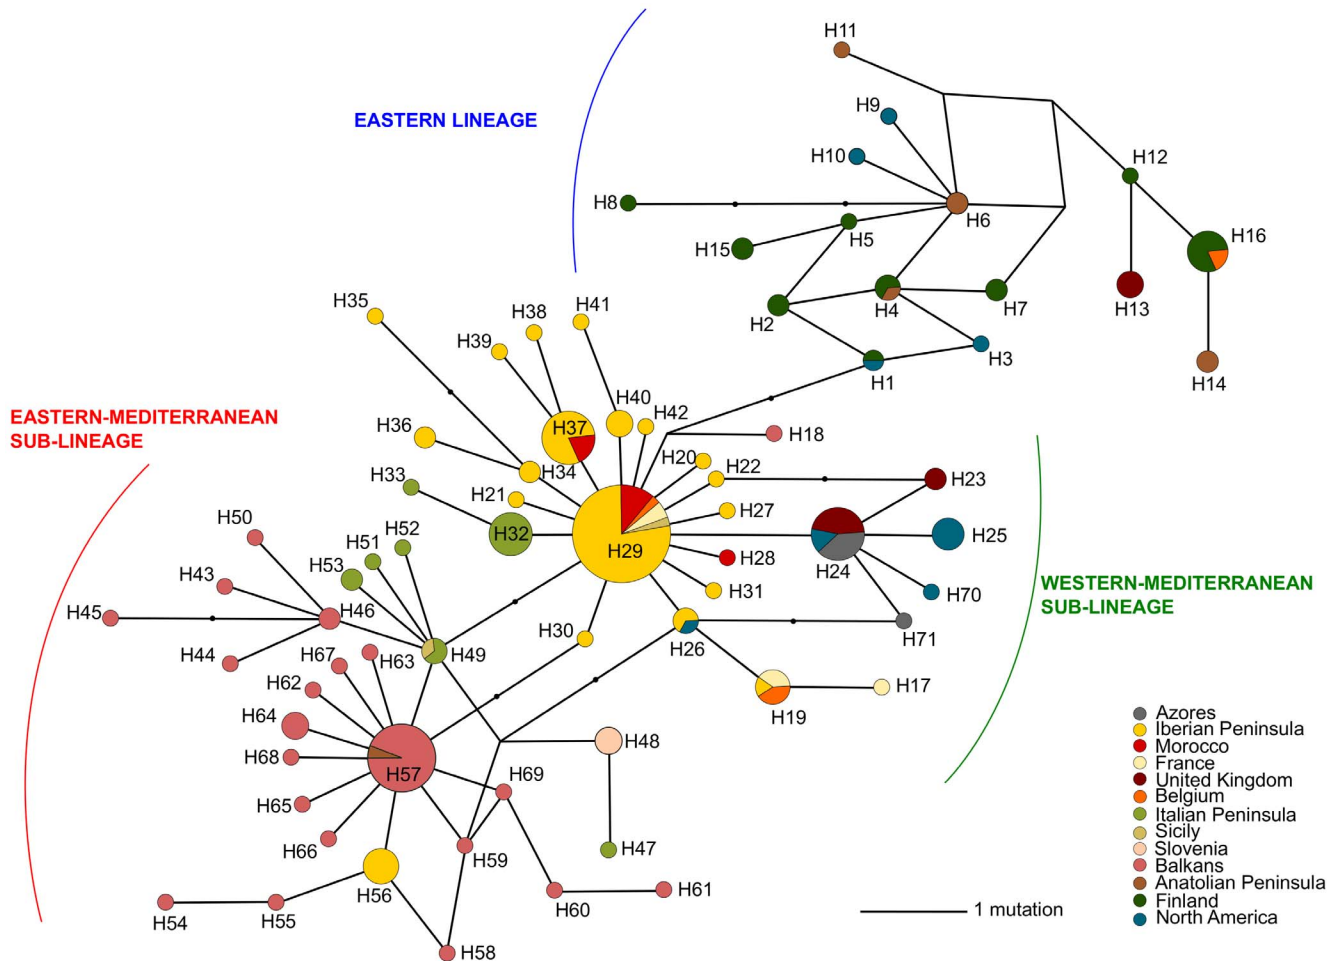 H11
EASTERN LINEAGE
H9
H10
H12
H8
H6
H5
H15
H16
H35
H38
H41
H2
H4
H7
H13
H39
H3
H14
H1
H40
H42
EASTERN-MEDITERRANEAN
SUB-LINEAGE
H36
H37
H18
H34
H20
H22
H33
H21
H23
H50
H52
H32
H27
H51
H29
H25
H53
H28
H24
H43
WESTERN-MEDITERRANEAN
SUB-LINEAGE
H45
H46
H31
H70
H30
H26
H71
H44
H67
H63
H49
H62
H17
H64
H19
H48
H68
H57
H69
H65
H66
H59
H47
H56
H61
H54
H55
H60
H58
1 mutation
Azores
Iberian Peninsula
Morocco
France
United Kingdom
Belgium
Italian Peninsula
Sicily
Slovenia
Balkans
Anatolian Peninsula
Finland
North America